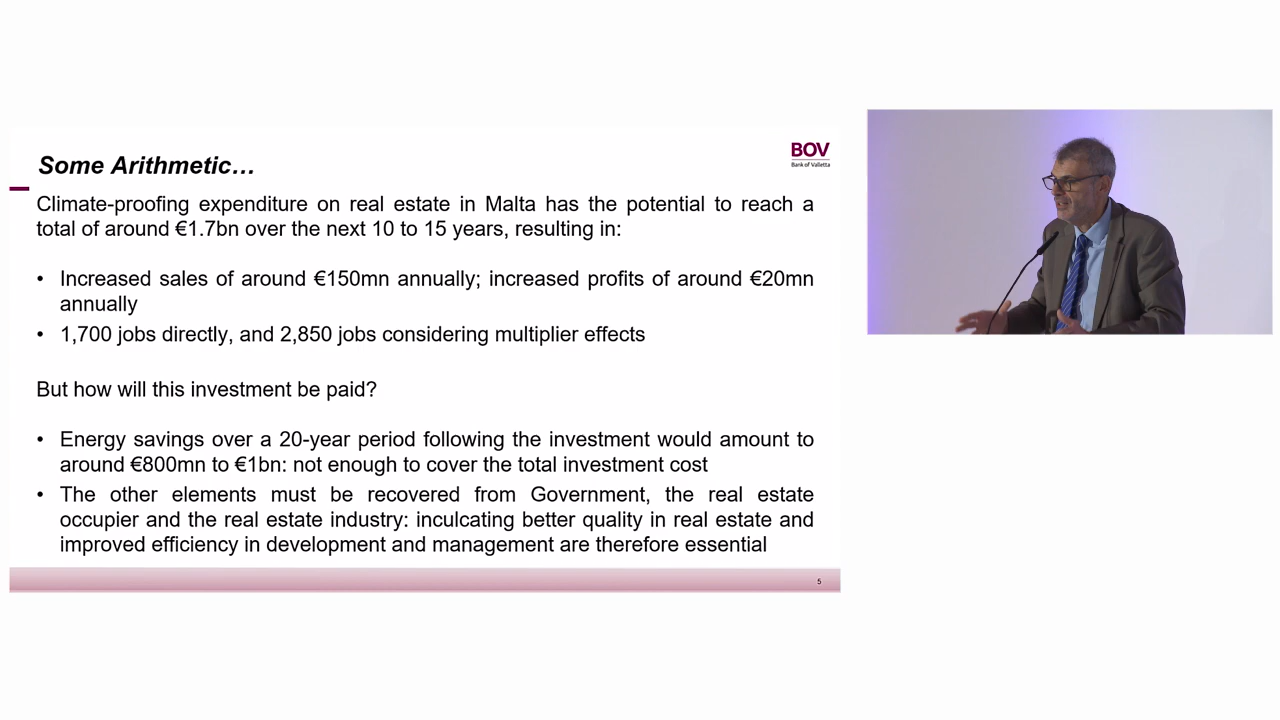 Some Arithmetic…
BOV
Bank of Valletta
Climate-proofing expenditure on real estate in Malta has the potential to reach a
total of around €1.7bn over the next 10 to 15 years, resulting in:
• Increased sales of around €150mn annually; increased profits of around €20mn
annually
• 1,700 jobs directly, and 2,850 jobs considering multiplier effects
But how will this investment be paid?
• Energy savings over a 20-year period following the investment would amount to
around €800mn to €1bn: not enough to cover the total investment cost
• The other elements must be recovered from Government, the real estate
occupier and the real estate industry: inculcating better quality in real estate and
improved efficiency in development and management are therefore essential
5